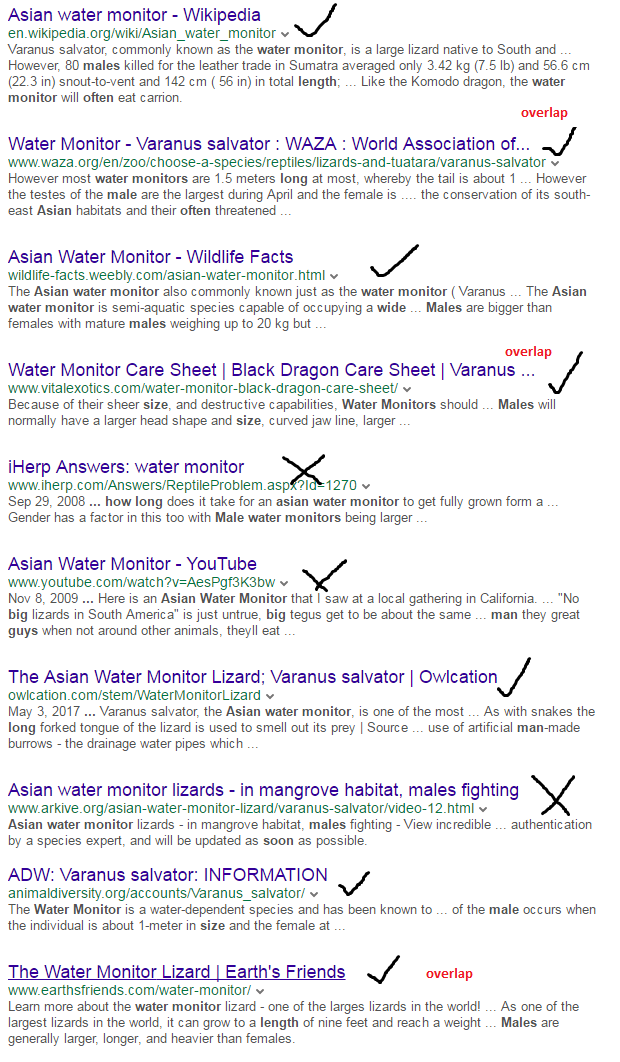 Asian water monitor - Wikipedia
en.wikipedia.org/wiki/Asian_water_monitor
Varanus salvator, commonly known as the water monitor, is a large lizard native to South and ...
However, 80 males killed for the leather trade in Sumatra averaged only 3.42 kg (7.5 lb) and 56.6 cm
(22.3 in) snout-to-vent and 142 cm ( 56 in) in total length; ... Like the Komodo dragon, the water
monitor will often eat carrion.
overlap
Water Monitor - Varanus salvator : WAZA : World Association of...
www.waza.org/en/zoo/choose-a-species/reptiles/lizards-and-tuatara/varanus-salvator
However most water monitors are 1.5 meters long at most, whereby the tail is about 1 ... However
the testes of the male are the largest during April and the female is .... the conservation of its south-
east Asian habitats and their often threatened ...
Asian Water Monitor - Wildlife Facts
wildlife-facts.weebly.com/asian-water-monitor.html
The Asian water monitor also commonly known just as the water monitor ( Varanus ... The Asian
water monitor is semi-aquatic species capable of occupying a wide ... Males are bigger than
females with mature males weighing up to 20 kg but ...
overlap
Water Monitor Care Sheet | Black Dragon Care Sheet | Varanus ...
www.vitalexotics.com/water-monitor-black-dragon-care-sheet/
Because of their sheer size, and destructive capabilities, Water Monitors should ... Males will
normally have a larger head shape and size, curved jaw line, larger ...
iHerp Answers: water monitor
www.iherp.com/Answers/ReptileProblem.aspx?Id=1270
Sep 29, 2008 ... how long does it take for an asian water monitor to get fully grown form a ...
Gender has a factor in this too with Male water monitors being larger ...
Asian Water Monitor - YouTube
www.youtube.com/watch?v=AesPgf3K3bw
Nov 8, 2009 ... Here is an Asian Water Monitor that I saw at a local gathering in California. ... "No
big lizards in South America" is just untrue, big tegus get to be about the same ... man they great
guys when not around other animals, theyll eat ...
The Asian Water Monitor Lizard; Varanus salvator | Owlcation
owlcation.com/stem/WaterMonitorLizard
May 3, 2017 ... Varanus salvator, the Asian water monitor, is one of the most ... As with snakes the
long forked tongue of the lizard is used to smell out its prey | Source ... use of artificial man-made
burrows - the drainage water pipes which ...
Asian water monitor lizards - in mangrove habitat, males fighting
www.arkive.org/asian-water-monitor-lizard/varanus-salvator/video-12.html
Asian water monitor lizards - in mangrove habitat, males fighting - View incredible ... authentication
by a species expert, and will be updated as soon as possible.
ADW: Varanus salvator: INFORMATION
animaldiversity.org/accounts/Varanus_salvator/
The Water Monitor is a water-dependent species and has been known to ... of the male occurs when
the individual is about 1-meter in size and the female at ...
The Water Monitor Lizard | Earth's Friends
overlap
www.earthsfriends.com/water-monitor/
Learn more about the water monitor lizard - one of the larges lizards in the world! ... As one of the
largest lizards in the world, it can grow to a length of nine feet and reach a weight ... Males are
generally larger, longer, and heavier than females.